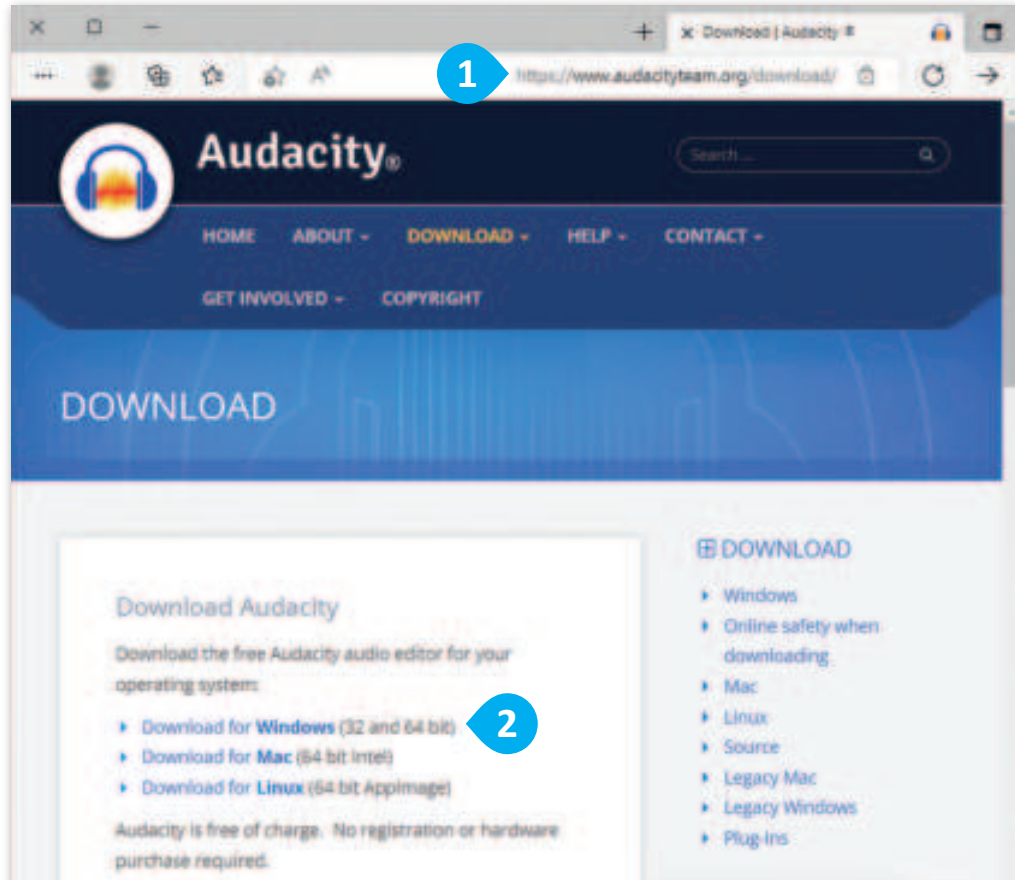 Download | Audacity ®
1
https://www.audacityteam.org/download/
Audacity®
Search ...
HOME ABOUT DOWNLOAD HELP CONTACT
GET INVOLVED COPYRIGHT
DOWNLOAD
Download Audacity
Download the free Audacity audio editor for your
operating system:
Download for Windows (32 and 64 bit)
2
Download for Mac (64 bit Intel)
Download for Linux (64 bit AppImage)
Audacity is free of charge. No registration or hardware
purchase required.
DOWNLOAD
Windows
Online safety when
downloading
Mac
Linux
Source
Legacy Mac
Legacy Windows
Plug-Ins